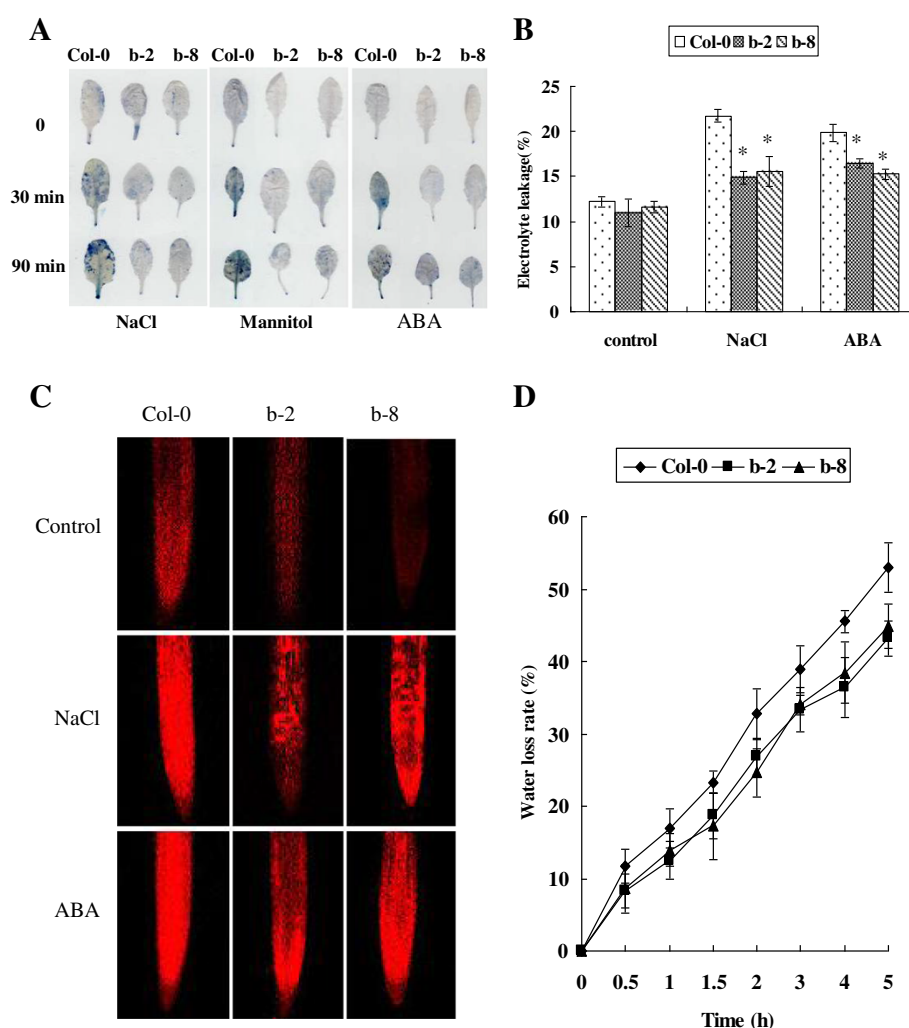 A
Col-0 b-2 b-8 Col-0 b-2 b-8 Col-0 b-2 b-8
0
30 min
90 min
NaCl Mannitol ABA
B
Col-0 b-2 b-8
Electrolyte leakage(%)
25
20
15
10
5
0
* * * *
control NaCl ABA
C
Col-0 b-2 b-8
Control
NaCl
ABA
D
Col-0 b-2 b-8
Water loss rate (%)
60
50
40
30
20
10
0
0 0.5 1 1.5 2 3 4 5
Time (h)